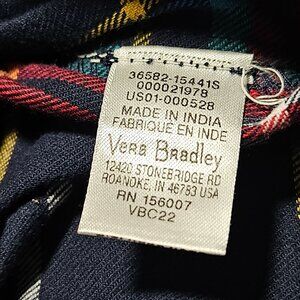 36582-15441S
000021978
US01-000528
MADE IN INDIA
FABRIQUE EN INDE
Vera Bradley
12420 STONEBRIDGE RD
ROANOKE, IN 46783 USA
RN 156007
VBC22